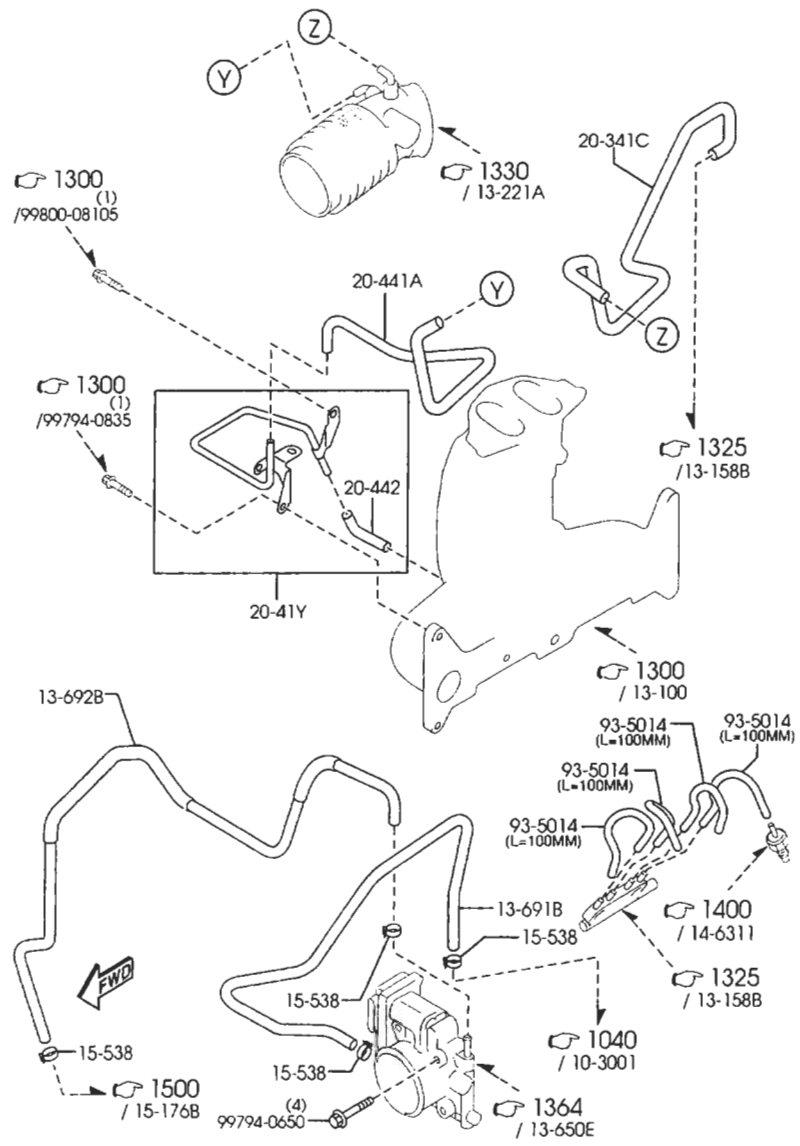 Z
Y
20-341C
1330
/ 13-221A
1300
(1)
/99800-08105
20-441A
Y
Z
1300
(1)
/99794-0835
1325
/13-158B
20-442
20-41Y
1300
/ 13-100
13-692B
93-5014
(L=100MM)
93-5014
(L=100MM)
93-5014
(L=100MM)
93-5014
(L=100MM)
13-691B
1400
/ 14-6311
15-538
1325
/ 13-158B
FWD
15-538
1040
/ 10-3001
15-538
15-538
1500
/ 15-176B
(4)
99794-0650
1364
/ 13-650E